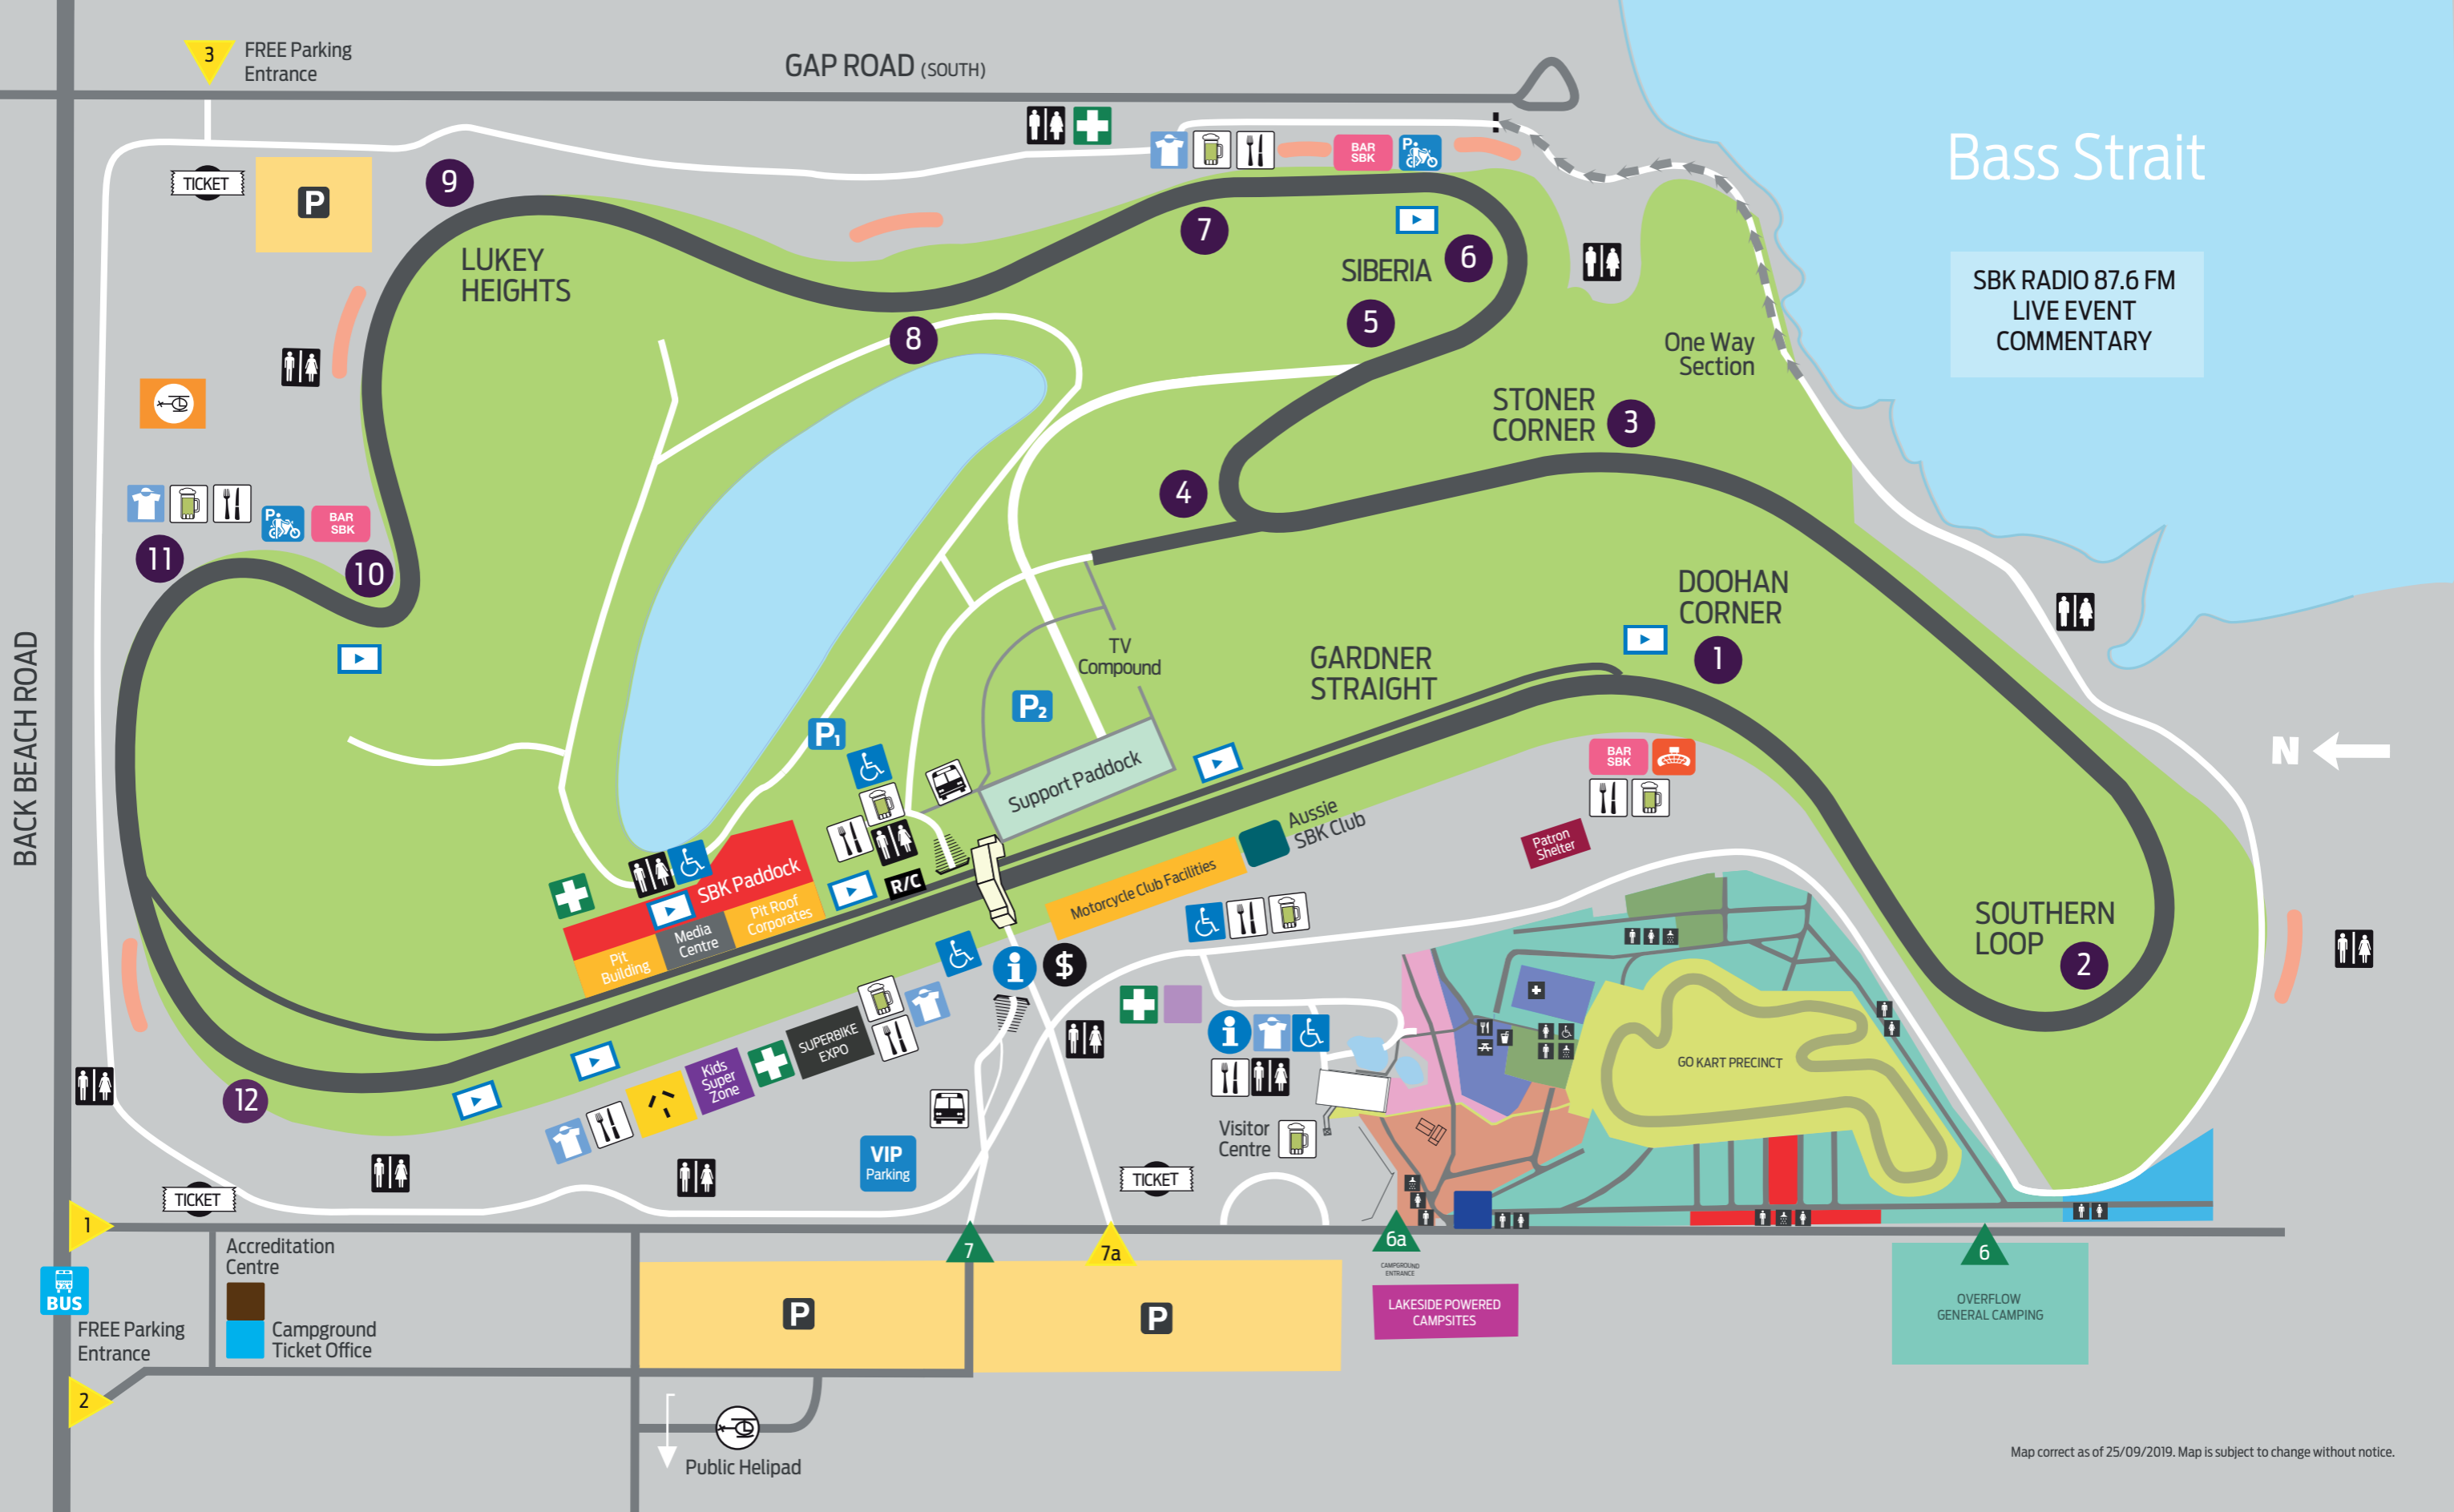 3
FREE Parking
Entrance
GAP ROAD (SOUTH)
Bass Strait
SBK RADIO 87.6 FM
LIVE EVENT
COMMENTARY
TICKET
P
9
LUKEY
HEIGHTS
BAR
SBK
P
7
6
SIBERIA
5
8
One Way
Section
STONER
CORNER
3
4
P
BAR
SBK
11
10
DOOHAN
CORNER
1
GARDNER
STRAIGHT
TV
Compound
P2
P1
Support Paddock
BACK BEACH ROAD
N
BAR
SBK
Patron
Shelter
Aussie
SBK Club
Motorcycle Club Facilities
SBK Paddock
Pit Roof
Corporates
Media
Centre
Pit
Building
R/C
i
$
SOUTHERN
LOOP
2
SUPERBIKE
EXPO
Kids
Super
Zone
i
GO KART PRECINCT
12
VIP
Parking
Visitor
Centre
TICKET
TICKET
1
Accreditation
Centre
BUS
FREE Parking
Entrance
Campground
Ticket Office
2
7
7a
6a
CAMPGROUND
ENTRANCE
6
P
P
LAKESIDE POWERED
CAMPSITES
OVERFLOW
GENERAL CAMPING
Public Helipad
Map correct as of 25/09/2019. Map is subject to change without notice.